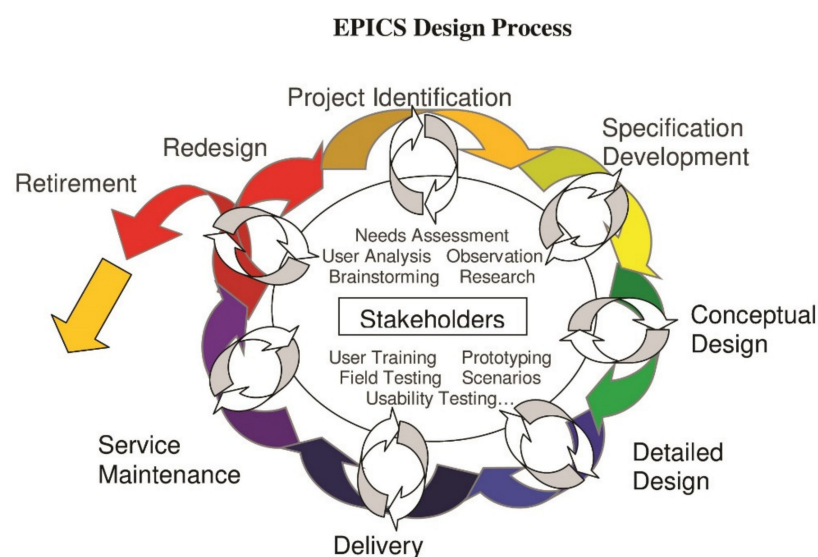 EPICS Design Process
Project Identification
Specification
Development
Redesign
Retirement
Needs Assessment
User Analysis Observation
Brainstorming Research
Stakeholders
Conceptual
Design
User Training Prototyping
Field Testing Scenarios
Usability Testing…
Service
Maintenance
Detailed
Design
Delivery